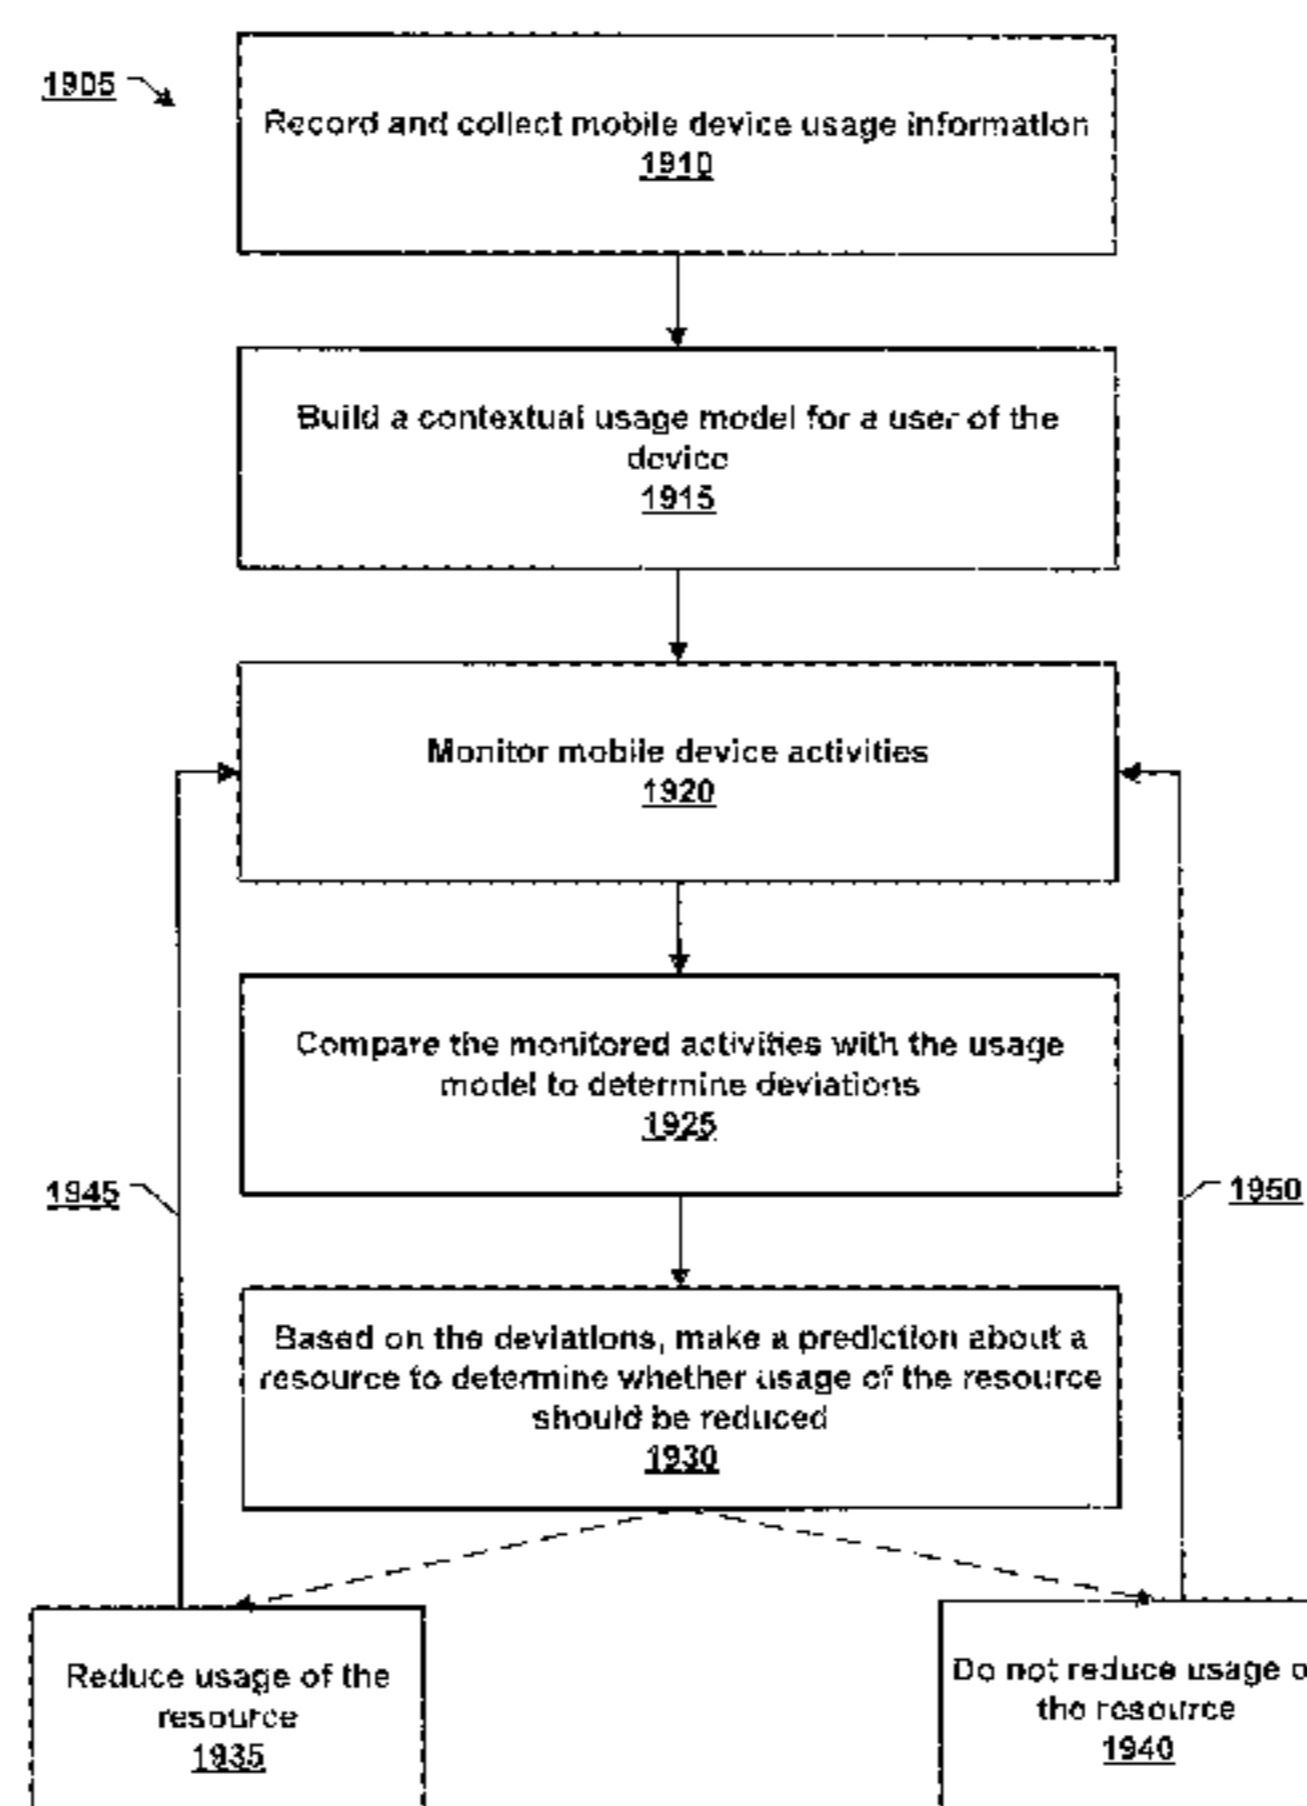 1905
Record and collect mobile device usage information
1910
Build a contextual usage model for a user of the
device
1915
Monitor mobile device activities
1920
Compare the monitored activities with the usage
model to determine deviations
1925
1945
1950
Based on the deviations, make a prediction about a
resource to determine whether usage of the resource
should be reduced
1930
Reduce usage of the
resource
1935
Do not reduce usage
the resource
1940